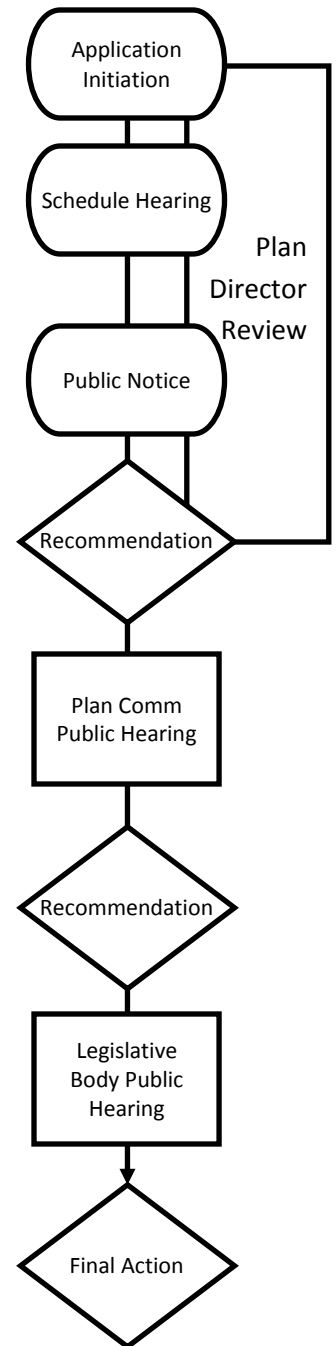 Application
Initiation
Schedule Hearing
Plan
Director
Review
Public Notice
Recommendation
Plan Comm
Public Hearing
Recommendation
Legislative
Body Public
Hearing
Final Action